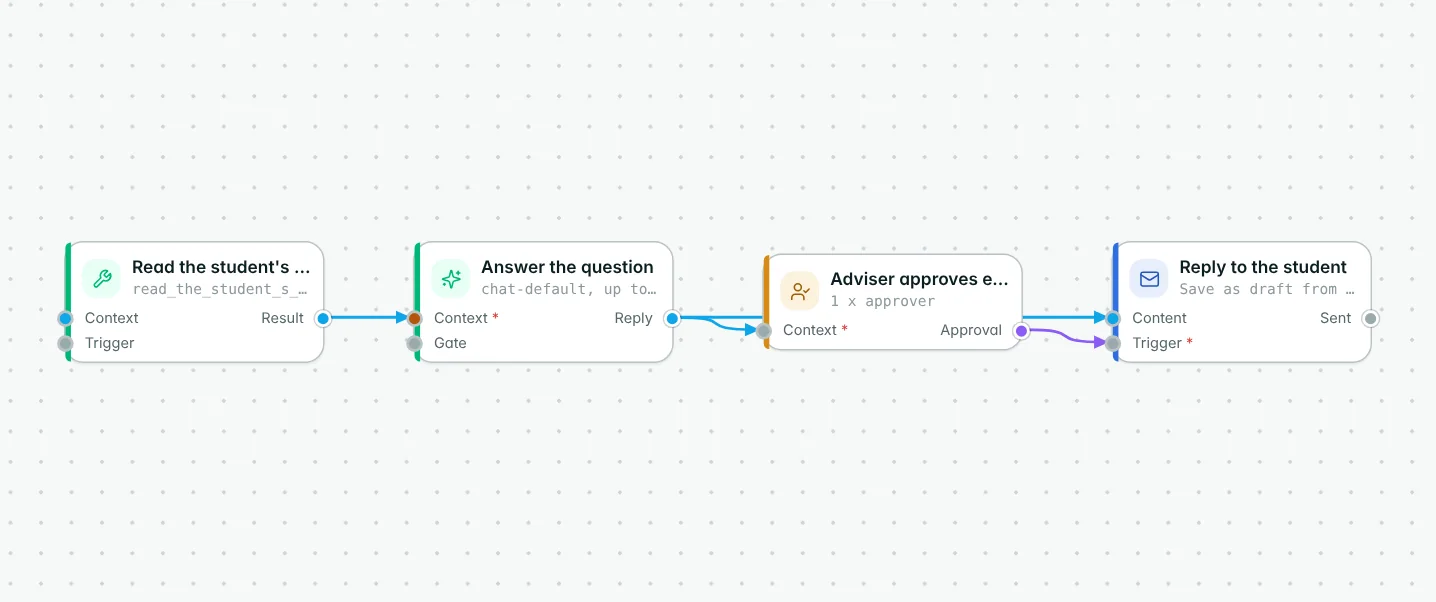 Read the student's ...
read_the_student_s_…
Context
Result
Trigger
Answer the question
chat-default, up to…
Context *
Reply
Gate
Adviser approves e...
1 x approver
Context *
Approval
Reply to the student
Save as draft from …
Content
Sent
Trigger *